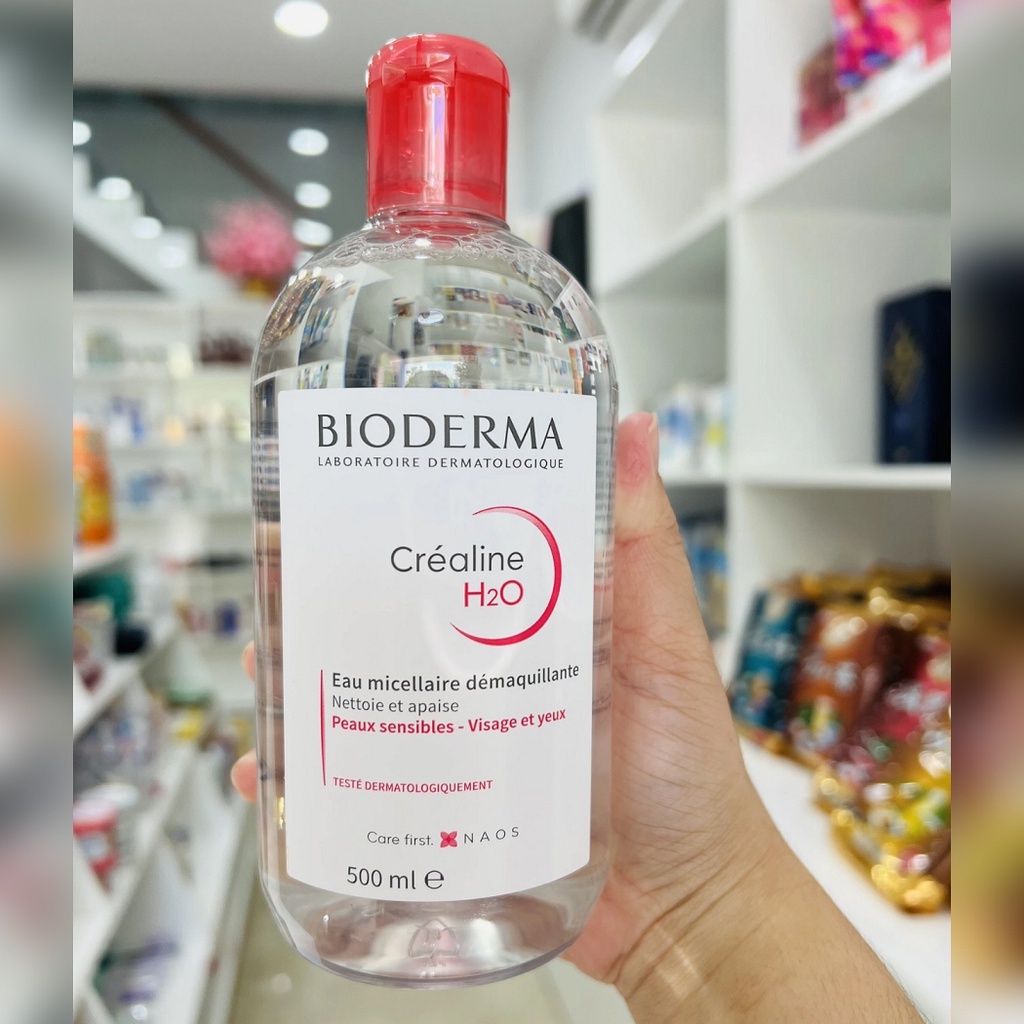 BIODERMA
LABORATOIRE DERMATOLOGIQUE
Créaline
H2O
Eau micellaire démaquillante
Nettoie et apaise
Peaux sensibles - Visage et yeux
TESTÉ DERMATOLOGIQUEMENT
Care first. NAOS
500 ml ℮